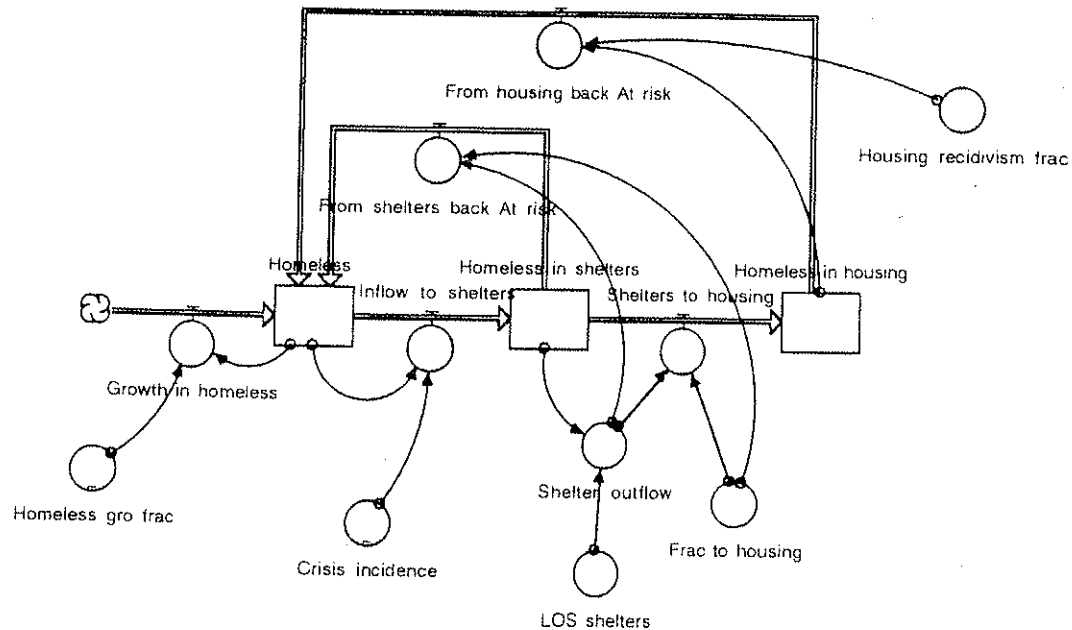 From housing back At risk
Housing recidivism frac
From shelters back At risk
Homeless
Homeless in shelters
Homeless in housing
Inflow to shelters
Shelters to housing
Growth in homeless
Shelter outflow
Homeless gro frac
Frac to housing
Crisis incidence
LOS shelters